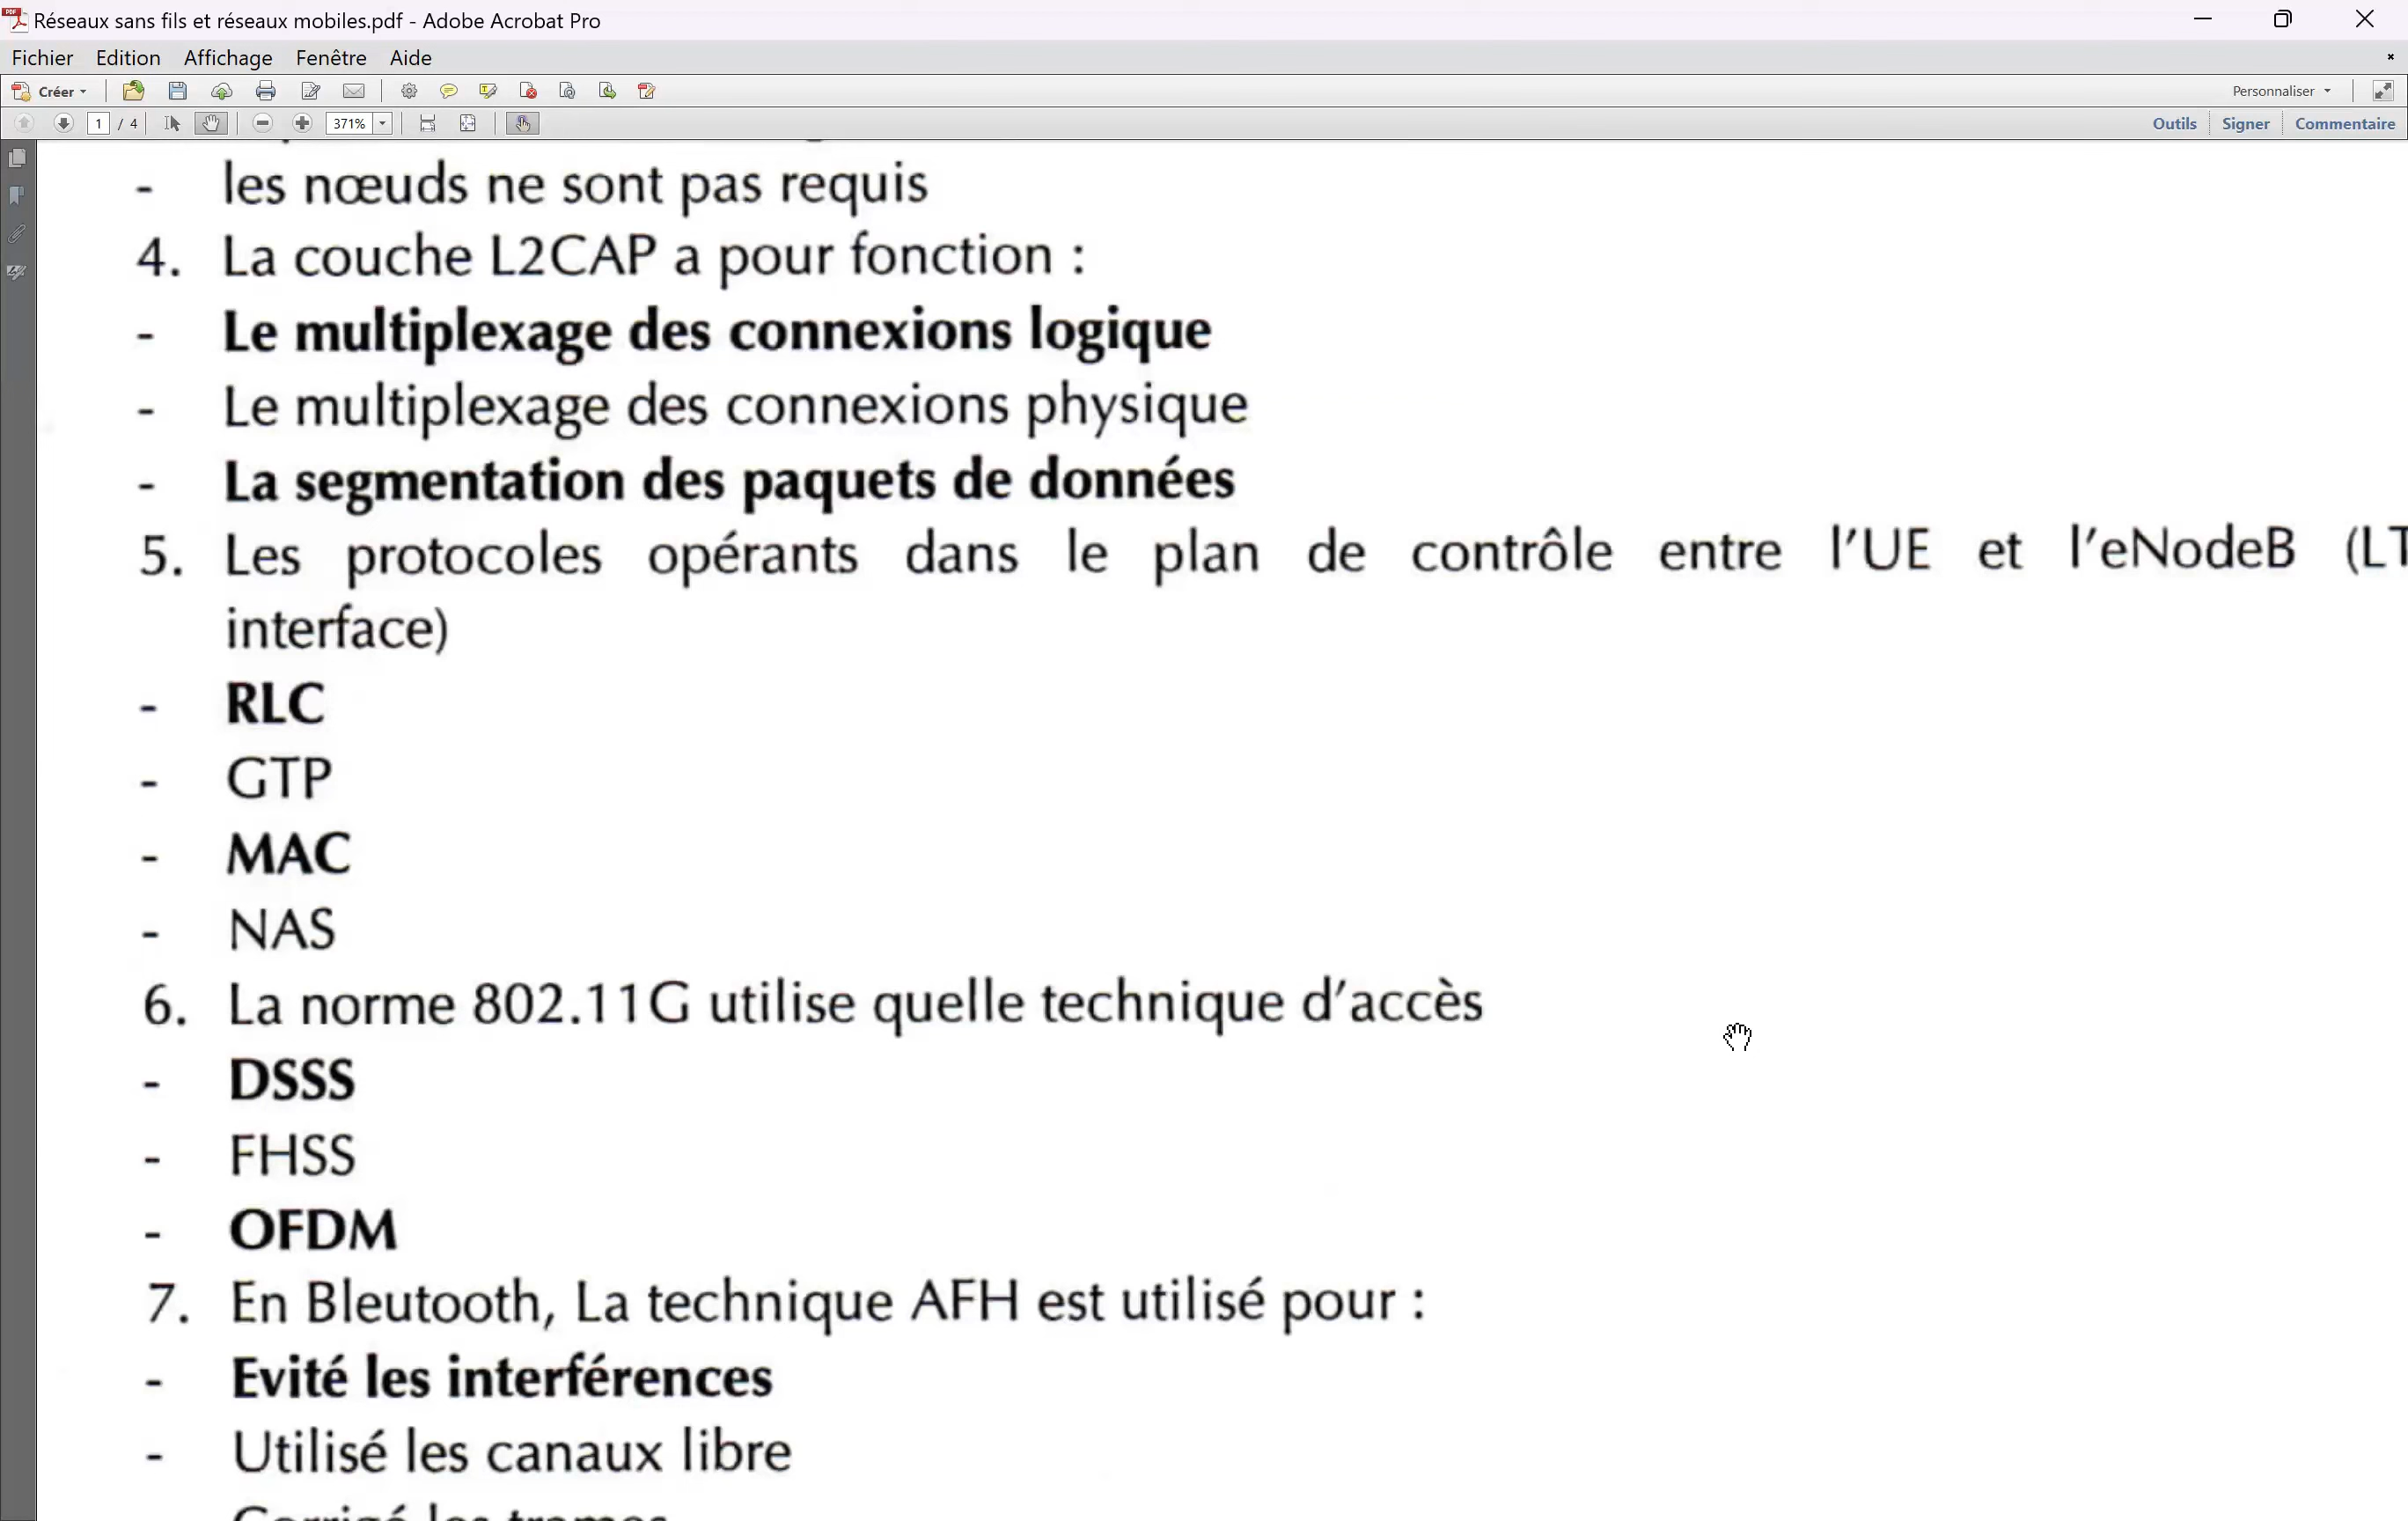 Réseaux sans fils et réseaux mobiles.pdf - Adobe Acrobat Pro
Fichier Edition Affichage Fenêtre Aide
Créer Personnaliser
1 / 4 371% Outils Signer Commentaire
- les nœuds ne sont pas requis
4. La couche L2CAP a pour fonction :
- Le multiplexage des connexions logique
- Le multiplexage des connexions physique
- La segmentation des paquets de données
5. Les protocoles opérants dans le plan de contrôle entre l'UE et l'eNodeB (LT
interface)
- RLC
- GTP
- MAC
- NAS
6. La norme 802.11G utilise quelle technique d'accès
- DSSS
- FHSS
- OFDM
7. En Bleutooth, La technique AFH est utilisé pour :
- Evité les interférences
- Utilisé les canaux libre
Corrigé les trames